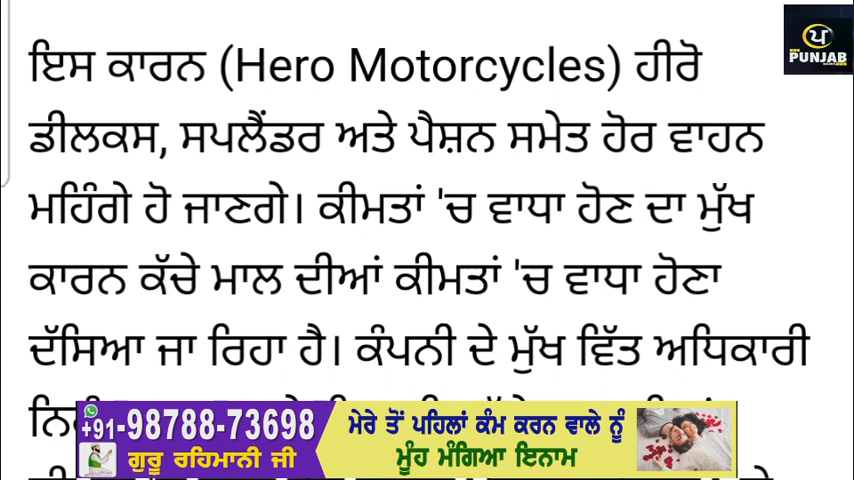 ਪ
PUNJAB
NEWS
ਇਸ ਕਾਰਨ (Hero Motorcycles) ਹੀਰੋ
ਡੀਲਕਸ, ਸਪਲੈਂਡਰ ਅਤੇ ਪੈਸ਼ਨ ਸਮੇਤ ਹੋਰ ਵਾਹਨ
ਮਹਿੰਗੇ ਹੋ ਜਾਣਗੇ। ਕੀਮਤਾਂ 'ਚ ਵਾਧਾ ਹੋਣ ਦਾ ਮੁੱਖ
ਕਾਰਨ ਕੱਚੇ ਮਾਲ ਦੀਆਂ ਕੀਮਤਾਂ 'ਚ ਵਾਧਾ ਹੋਣਾ
ਦੱਸਿਆ ਜਾ ਰਿਹਾ ਹੈ। ਕੰਪਨੀ ਦੇ ਮੁੱਖ ਵਿੱਤ ਅਧਿਕਾਰੀ
+91-98788-73698
ਗੁਰੂ ਰਹਿਮਾਨੀ ਜੀ
ਮੇਰੇ ਤੋਂ ਪਹਿਲਾਂ ਕੰਮ ਕਰਨ ਵਾਲੇ ਨੂੰ
ਮੂੰਹ ਮੰਗਿਆ ਇਨਾਮ